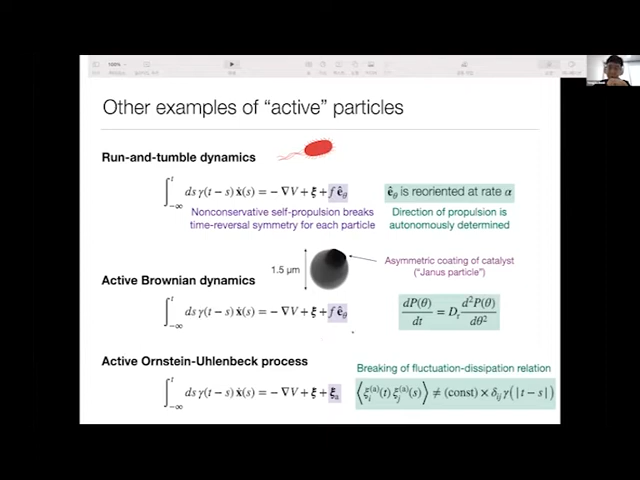 100%
Other examples of “active” particles
Run-and-tumble dynamics
∫_{-∞}^{t} ds γ(t − s) ẋ(s) = − ∇V + ξ + f ê_θ
ê_θ is reoriented at rate α
Nonconservative self-propulsion breaks
time-reversal symmetry for each particle
Direction of propulsion is
autonomously determined
1.5 μm
Asymmetric coating of catalyst
(“Janus particle”)
Active Brownian dynamics
∫_{-∞}^{t} ds γ(t − s) ẋ(s) = − ∇V + ξ + f ê_θ
dP(θ)/dt = D_r d²P(θ)/dθ²
Active Ornstein-Uhlenbeck process
∫_{-∞}^{t} ds γ(t − s) ẋ(s) = − ∇V + ξ + ξ_a
Breaking of fluctuation-dissipation relation
⟨ξ_i^{(a)}(t) ξ_j^{(a)}(s)⟩ ≠ (const) × δ_{ij} γ(|t − s|)